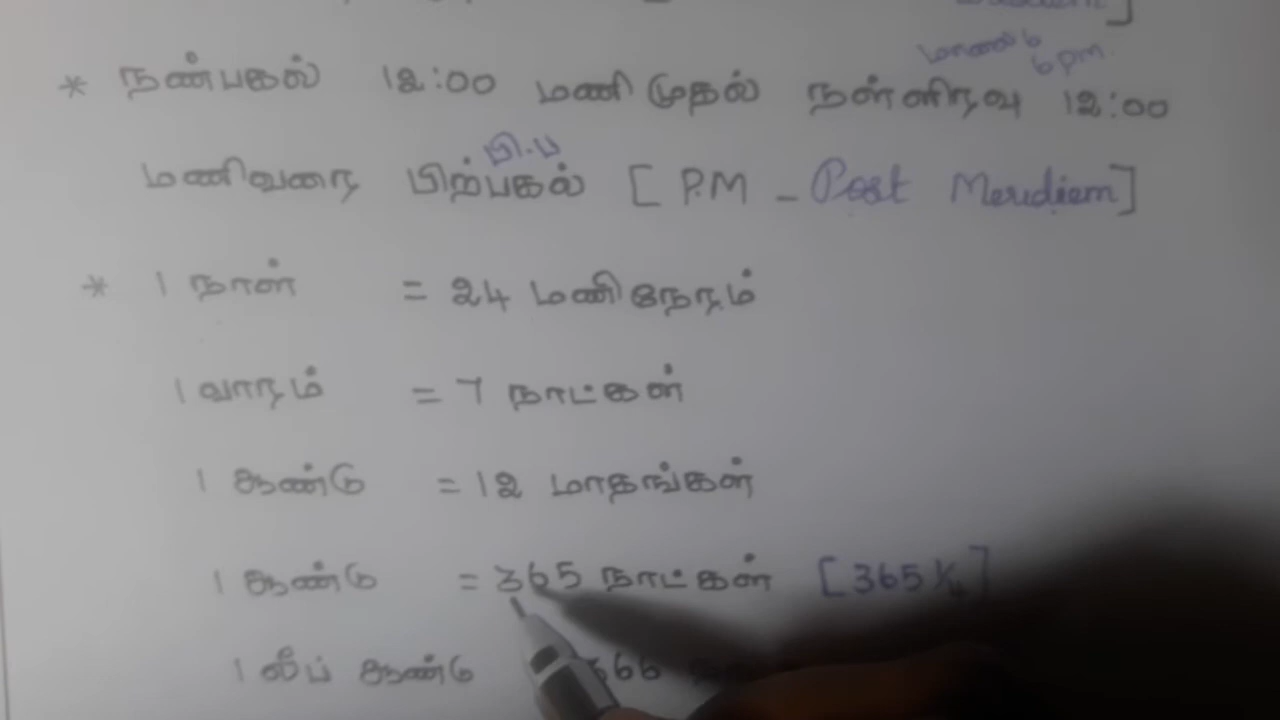 மாலை 6
6 pm
* நண்பகல் 12:00 மணி முதல் நள்ளிரவு 12:00
பி.ப
மணிவரை பிற்பகல் [ P.M – Post Meridiem]
* 1 நாள் = 24 மணிநேரம்
1 வாரம் = 7 நாட்கள்
1 ஆண்டு = 12 மாதங்கள்
1 ஆண்டு = 365 நாட்கள் [365 1/4]
1 லீப் ஆண்டு 366